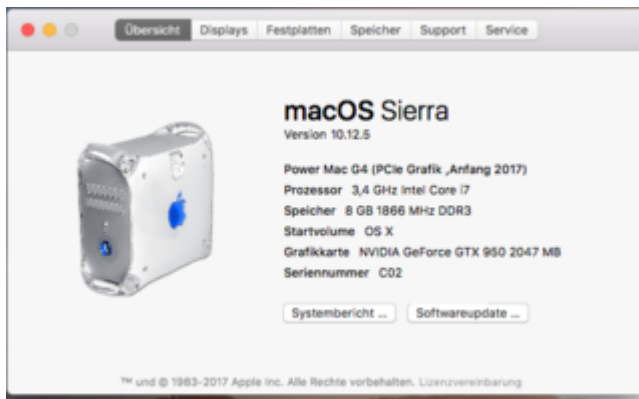 Übersicht Displays Festplatten Speicher Support Service
macOS Sierra
Version 10.12.5
Power Mac G4 (PCIe Grafik ,Anfang 2017)
Prozessor 3,4 GHz Intel Core i7
Speicher 8 GB 1866 MHz DDR3
Startvolume OS X
Grafikkarte NVIDIA GeForce GTX 950 2047 MB
Seriennummer C02
Systembericht ... Softwareupdate ...
™ und © 1983-2017 Apple Inc. Alle Rechte vorbehalten. Lizenzvereinbarung